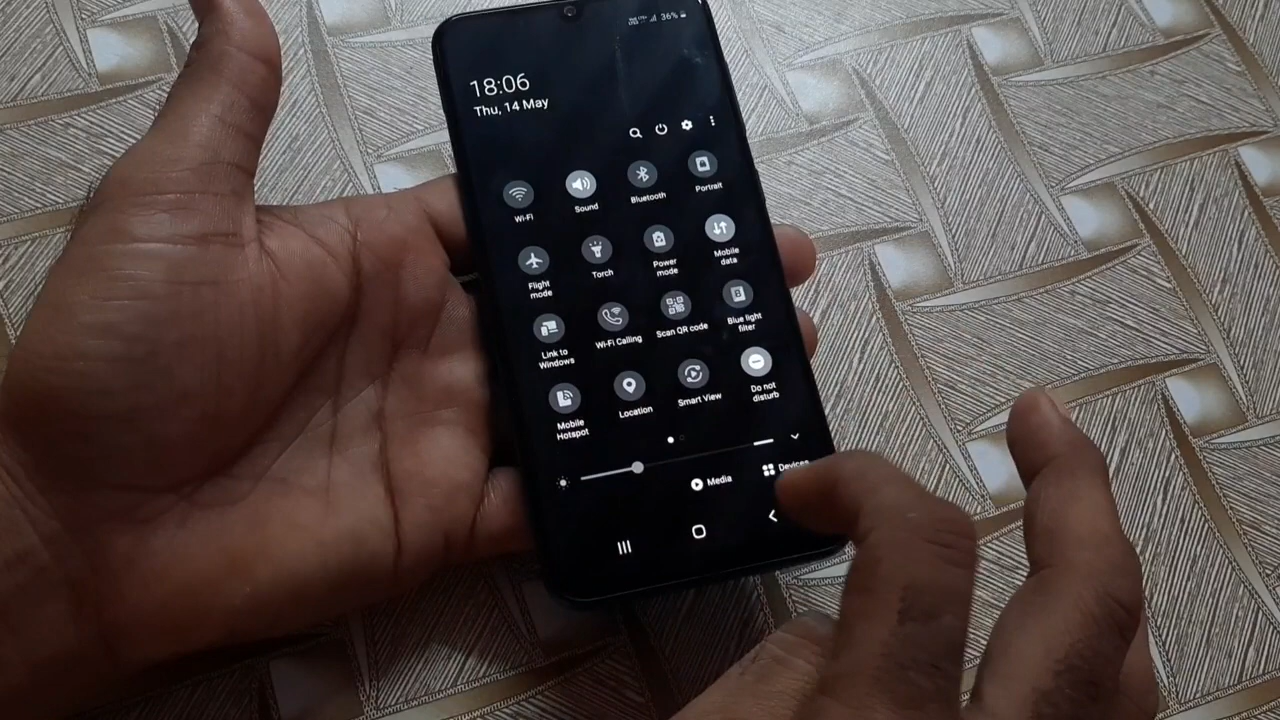 36%
18:06
Thu, 14 May
Wi-Fi
Sound
Bluetooth
Portrait
Flight
mode
Torch
Power
mode
Mobile
data
Link to
Windows
Wi-Fi Calling
Scan QR code
Blue light
filter
Mobile
Hotspot
Location
Smart View
Do not
disturb
Media
Devices